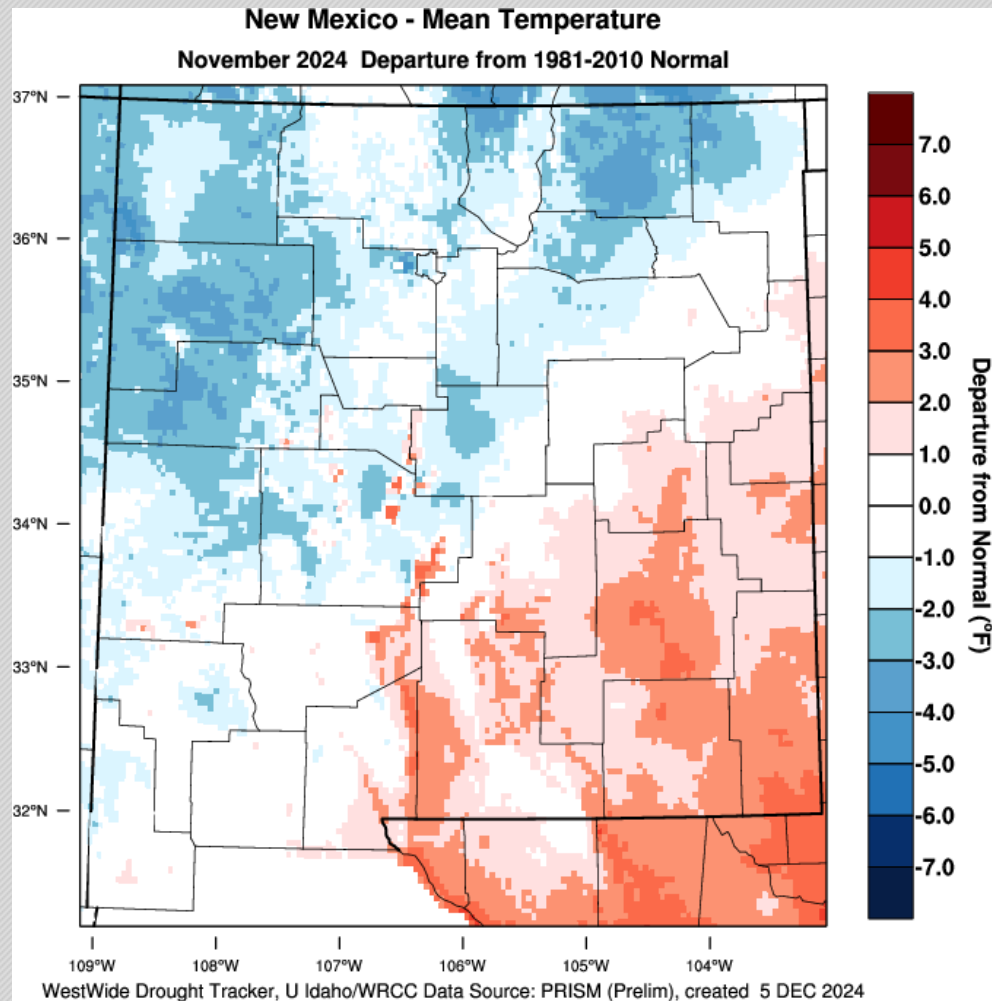 New Mexico - Mean Temperature
November 2024 Departure from 1981-2010 Normal
37°N
36°N
35°N
34°N
33°N
32°N
109°W
108°W
107°W
106°W
105°W
104°W
7.0
6.0
5.0
4.0
3.0
2.0
1.0
0.0
-1.0
-2.0
-3.0
-4.0
-5.0
-6.0
-7.0
Departure from Normal (°F)
WestWide Drought Tracker, U Idaho/WRCC Data Source: PRISM (Prelim), created 5 DEC 2024